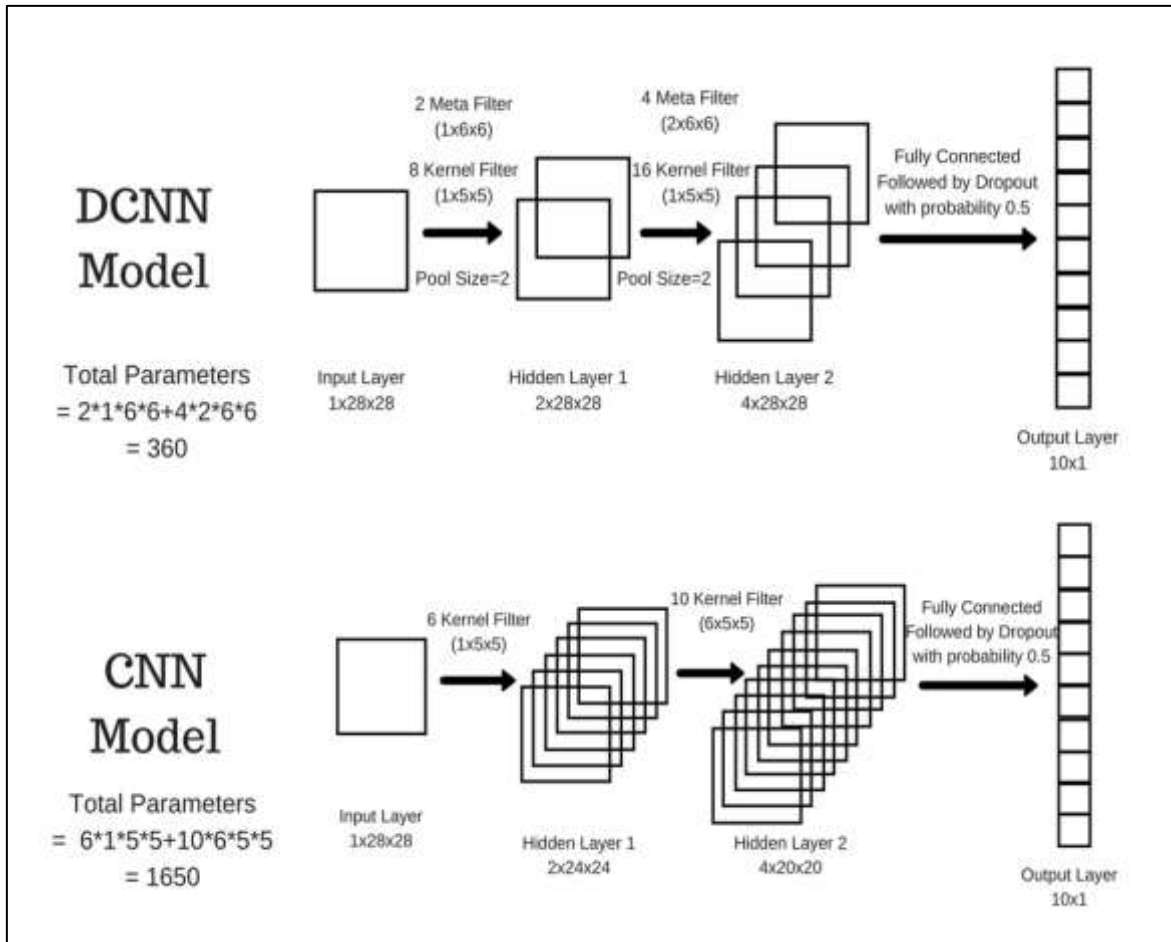 DCNN
Model
Total Parameters
= 2*1*6*6+4*2*6*6
= 360
2 Meta Filter
(1x6x6)
8 Kernel Filter
(1x5x5)
Pool Size=2
4 Meta Filter
(2x6x6)
16 Kernel Filter
(1x5x5)
Pool Size=2
Fully Connected
Followed by Dropout
with probability 0.5
Input Layer
1x28x28
Hidden Layer 1
2x28x28
Hidden Layer 2
4x28x28
Output Layer
10x1
CNN
Model
Total Parameters
= 6*1*5*5+10*6*5*5
= 1650
6 Kernel Filter
(1x5x5)
10 Kernel Filter
(6x5x5)
Fully Connected
Followed by Dropout
with probability 0.5
Input Layer
1x28x28
Hidden Layer 1
2x24x24
Hidden Layer 2
4x20x20
Output Layer
10x1